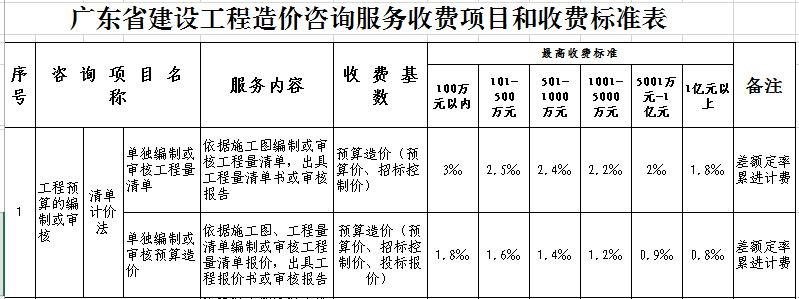 广东省建设工程造价咨询服务收费项目和收费标准表
序号
咨询项目名称
服务内容
收费基数
最高收费标准
备注
100万
元以内
101-
500
万元
501-
1000
万元
1001-
5000
万元
5001万
元-1
亿元
1亿元以
上
1
工程预
算的编
制或审
核
清单
计价
法
单独编制或
审核工程量
清单
依据施工图编制或审
核工程量清单，出具
工程量清单书或审核
报告
预算造价（预
算价、招标控
制价）
3‰
2.5‰
2.4‰
2.2‰
2‰
1.8‰
差额定率
累进计费
单独编制或
审核预算造
价
依据施工图、工程量
清单编制或审核工程
量清单报价，出具工
程报价书或审核报告
预算造价（预
算价、招标控
制价、投标报
价）
1.8‰
1.6‰
1.4‰
1.2‰
0.9‰
0.8‰
差额定率
累进计费